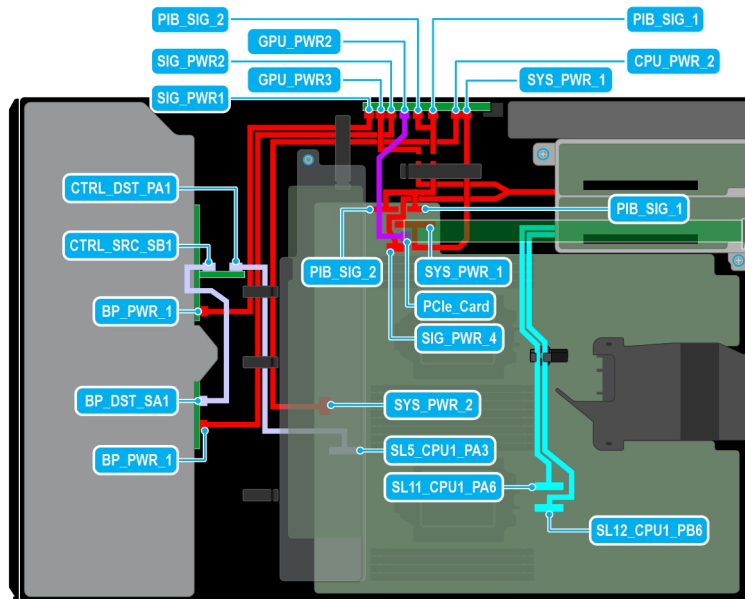 PIB_SIG_2
PIB_SIG_1
GPU_PWR2
SIG_PWR2
CPU_PWR_2
GPU_PWR3
SYS_PWR_1
SIG_PWR1
CTRL_DST_PA1
PIB_SIG_1
CTRL_SRC_SB1
PIB_SIG_2
SYS_PWR_1
BP_PWR_1
PCIe_Card
SIG_PWR_4
BP_DST_SA1
SYS_PWR_2
BP_PWR_1
SL5_CPU1_PA3
SL11_CPU1_PA6
SL12_CPU1_PB6